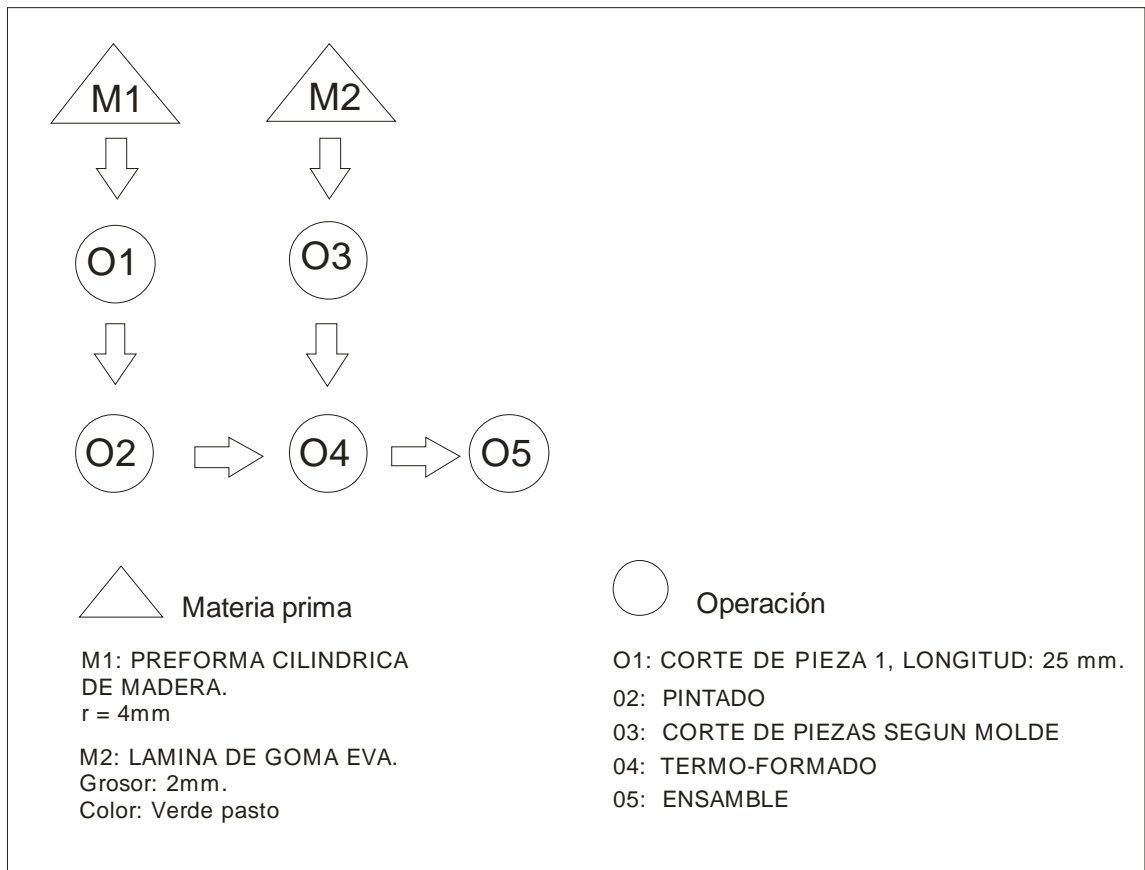 M1
M2
O1
O3
O2
O4
O5
Materia prima
M1: PREFORMA CILINDRICA
DE MADERA.
r = 4mm
M2: LAMINA DE GOMA EVA.
Grosor: 2mm.
Color: Verde pasto
Operación
O1: CORTE DE PIEZA 1, LONGITUD: 25 mm.
02: PINTADO
03: CORTE DE PIEZAS SEGUN MOLDE
04: TERMO-FORMADO
05: ENSAMBLE